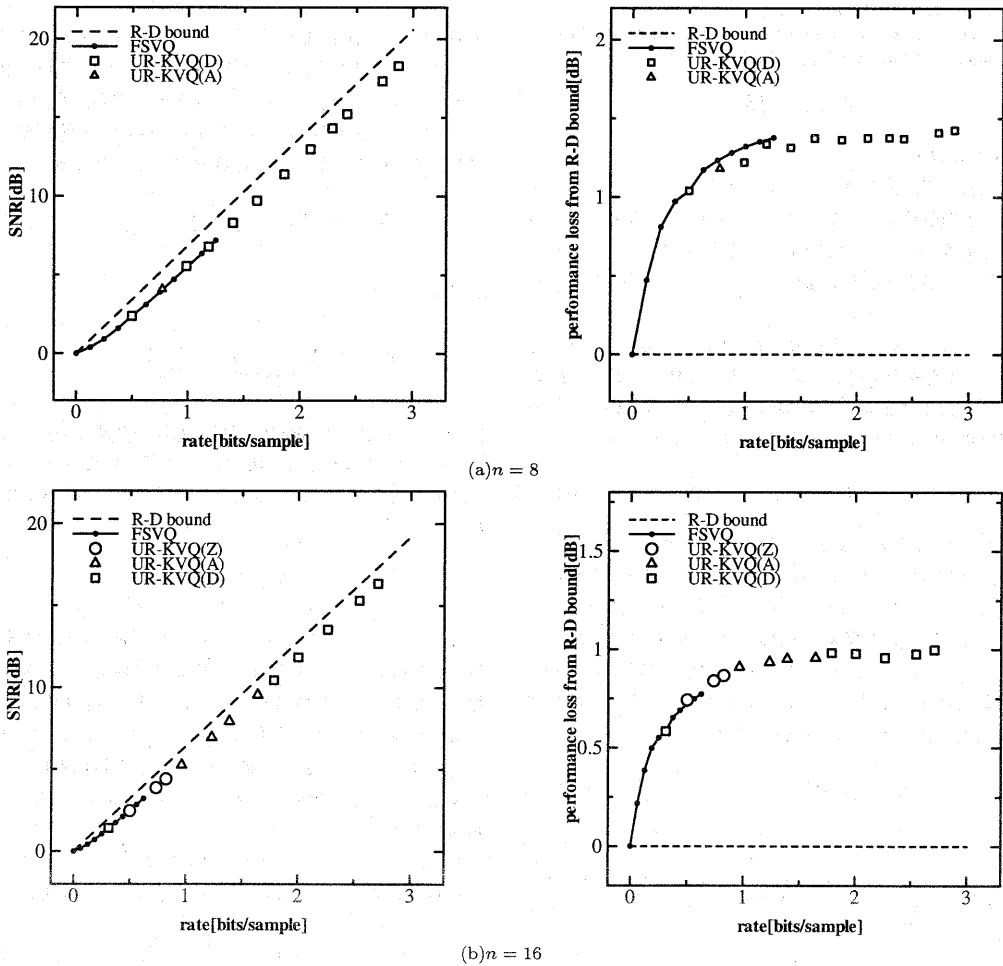 20
10
0
SNR[dB]
R-D bound
FSVQ
UR-KVQ(D)
UR-KVQ(A)
0 1 2 3
rate[bits/sample]
2
1
0
performance loss from R-D bound[dB]
R-D bound
FSVQ
UR-KVQ(D)
UR-KVQ(A)
0 1 2 3
rate[bits/sample]
(a)n = 8
20
10
0
SNR[dB]
R-D bound
FSVQ
UR-KVQ(Z)
UR-KVQ(A)
UR-KVQ(D)
0 1 2 3
rate[bits/sample]
1.5
1
0.5
0
performance loss from R-D bound[dB]
R-D bound
FSVQ
UR-KVQ(Z)
UR-KVQ(A)
UR-KVQ(D)
0 1 2 3
rate[bits/sample]
(b)n = 16